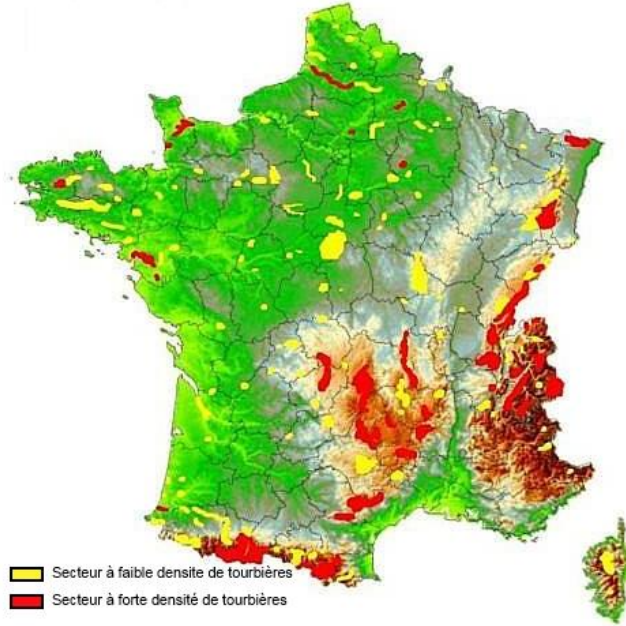 Secteur à faible densite de tourbières
Secteur à forte densité de tourbières